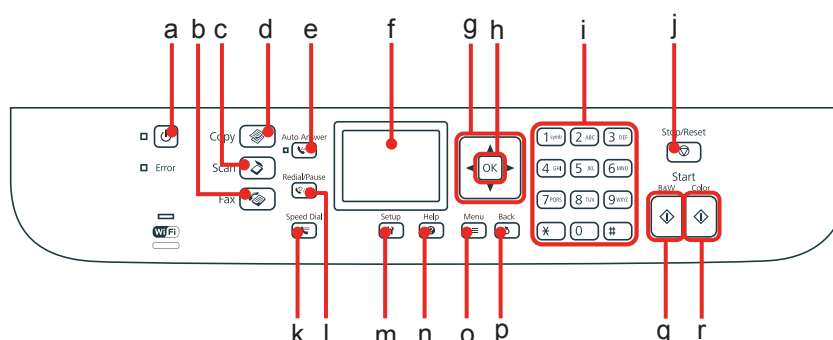 a b c d e f g h i j
Copy
Auto Answer
Stop/Reset
1 symb 2 ABC 3 DEF
Error
Scan
OK
4 GHI 5 JKL 6 MNO
Redial/Pause
Start
B&W Color
Fax
7 PQRS 8 TUV 9 WXYZ
Speed Dial Setup Help Menu Back
* 0 #
WiFi
k l m n o p q r